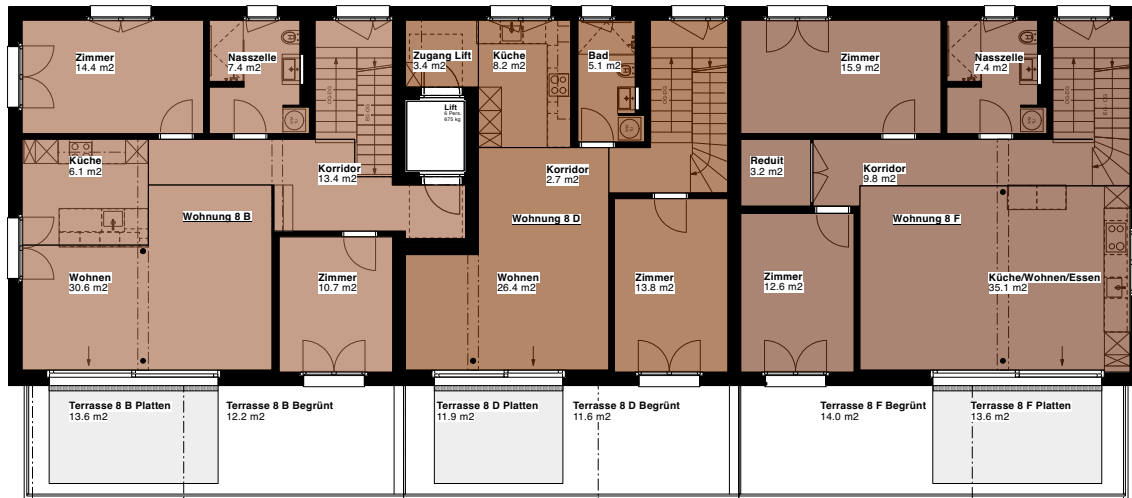 Zimmer
14.4 m2
Nasszelle
7.4 m2
Zugang Lift
3.4 m2
Küche
8.2 m2
Bad
5.1 m2
Zimmer
15.9 m2
Nasszelle
7.4 m2
Lift
6 Pers.
675 kg
Küche
6.1 m2
Korridor
13.4 m2
Korridor
2.7 m2
Reduit
3.2 m2
Korridor
9.8 m2
Wohnung 8 B
Wohnung 8 D
Wohnung 8 F
Wohnen
30.6 m2
Zimmer
10.7 m2
Wohnen
26.4 m2
Zimmer
13.8 m2
Zimmer
12.6 m2
Küche/Wohnen/Essen
35.1 m2
Terrasse 8 B Platten
13.6 m2
Terrasse 8 B Begrünt
12.2 m2
Terrasse 8 D Platten
11.9 m2
Terrasse 8 D Begrünt
11.6 m2
Terrasse 8 F Begrünt
14.0 m2
Terrasse 8 F Platten
13.6 m2